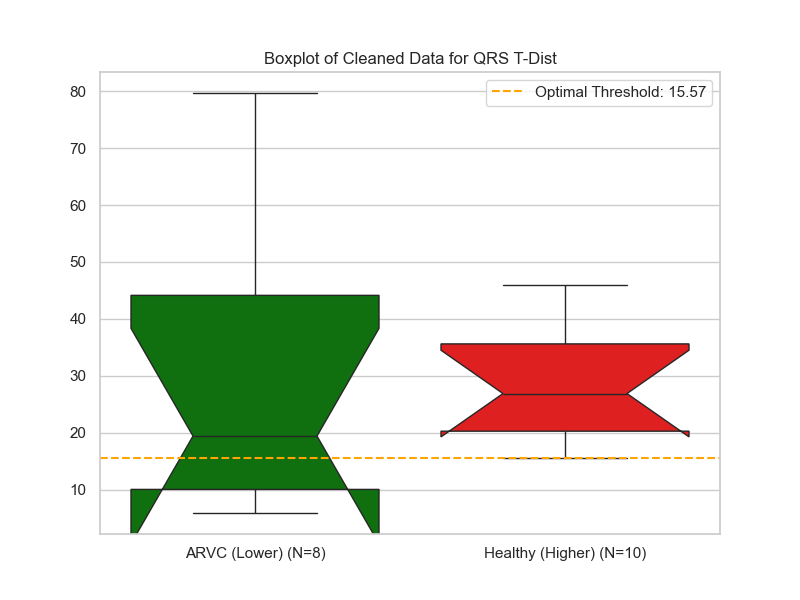 Boxplot of Cleaned Data for QRS T-Dist
Optimal Threshold: 15.57
80
70
60
50
40
30
20
10
ARVC (Lower) (N=8)
Healthy (Higher) (N=10)